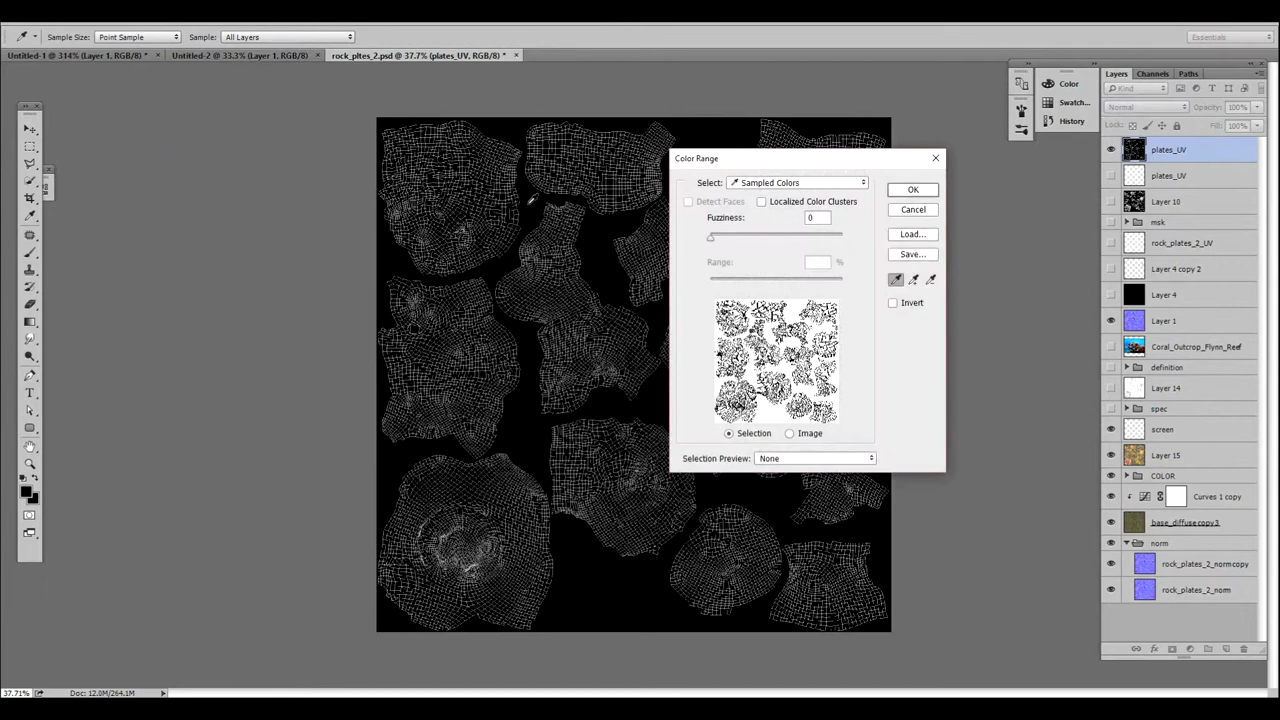 Sample Size: Point Sample Sample: All Layers Essentials
Untitled-1 @ 314% (Layer 1, RGB/8) * × Untitled-2 @ 33.3% (Layer 1, RGB/8) × rock_pltes_2.psd @ 37.7% (plates_UV, RGB/8) * ×
Color
Swatch...
History
Layers Channels Paths
Kind
Normal Opacity: 100%
Lock: Fill: 100%
plates_UV
plates_UV
Layer 10
msk
rock_plates_2_UV
Layer 4 copy 2
Layer 4
Layer 1
Coral_Outcrop_Flynn_Reef
definition
Layer 14
spec
screen
Layer 15
COLOR
Curves 1 copy
base_diffuse copy 3
norm
rock_plates_2_norm copy
rock_plates_2_norm
Color Range
Select: Sampled Colors
Detect Faces Localized Color Clusters
Fuzziness: 0
Range: %
OK
Cancel
Load...
Save...
Invert
Selection Image
Selection Preview: None
37.71% Doc: 12.0M/264.1M